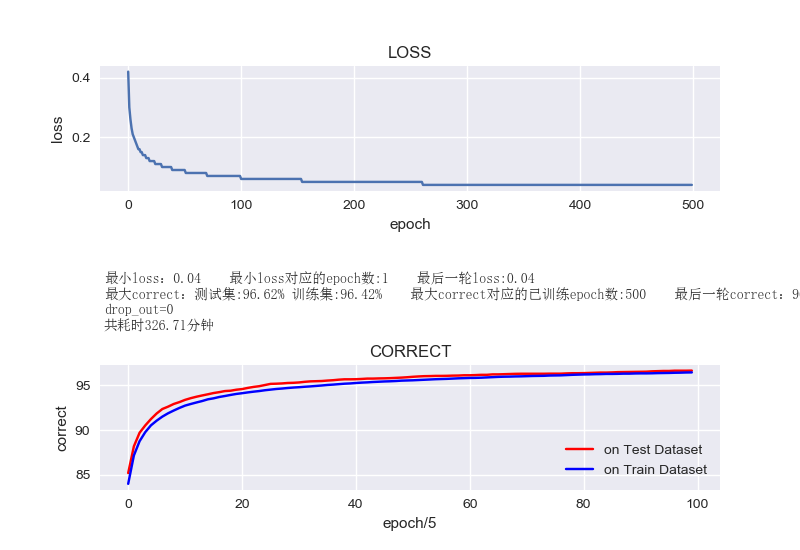 LOSS
0.4
0.2
loss
0 100 200 300 400 500
epoch
最小loss：0.04 最小loss对应的epoch数:1 最后一轮loss:0.04
最大correct：测试集:96.62% 训练集:96.42% 最大correct对应的已训练epoch数:500 最后一轮correct：9
drop_out=0
共耗时326.71分钟
CORRECT
95
90
85
correct
on Test Dataset
on Train Dataset
0 20 40 60 80 100
epoch/5